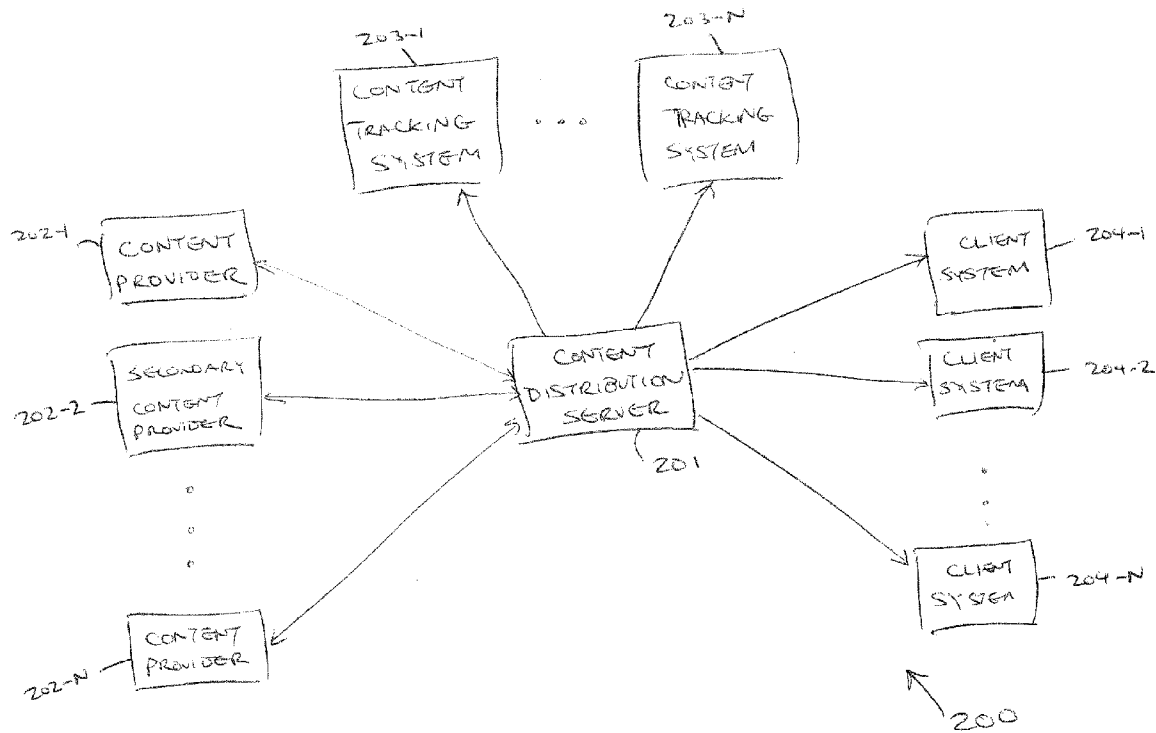 203-1
203-N
CONTENT
TRACKING
SYSTEM
CONTENT
TRACKING
SYSTEM
202-1
CONTENT
PROVIDER
CLIENT
SYSTEM
204-1
SECONDARY
CONTENT
PROVIDER
202-2
CONTENT
DISTRIBUTION
SERVER
201
CLIENT
SYSTEM
204-2
CLIENT
SYSTEM
204-N
CONTENT
PROVIDER
202-N
200